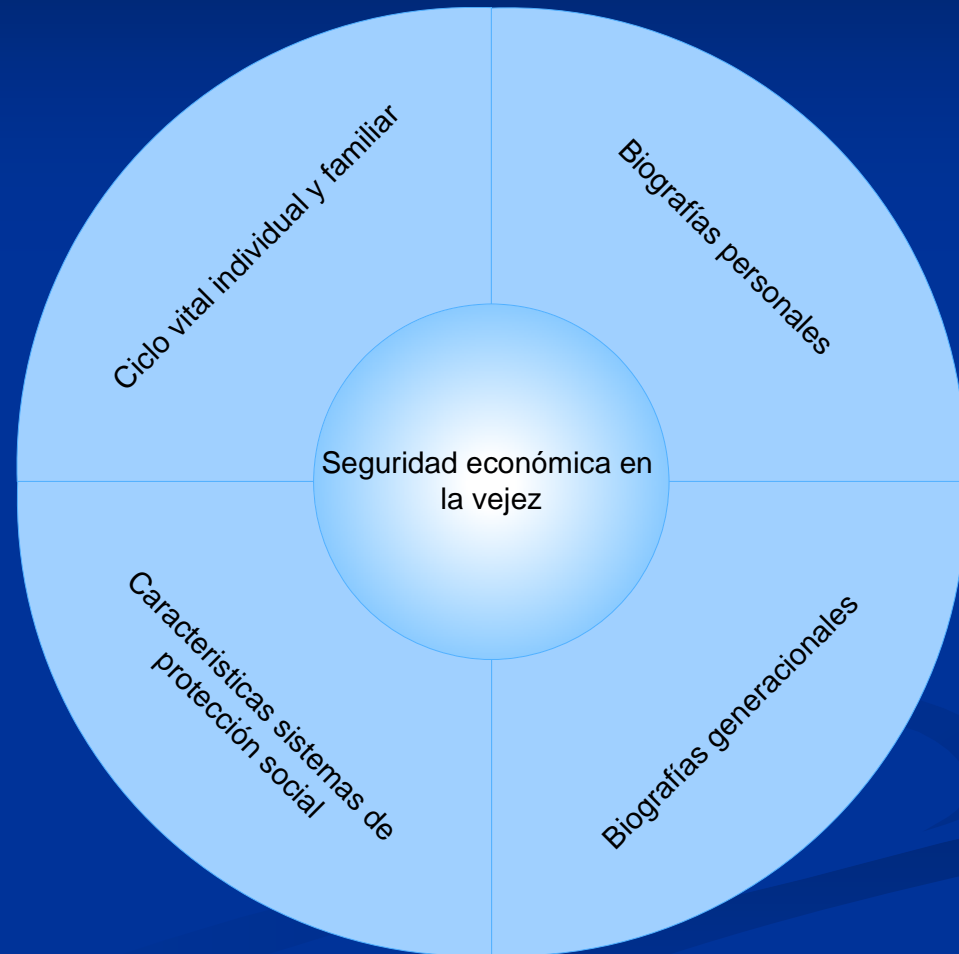 Ciclo vital individual y familiar
Biografías personales
Seguridad económica en
la vejez
Caracteristicas sistemas de
protección social
Biografías generacionales